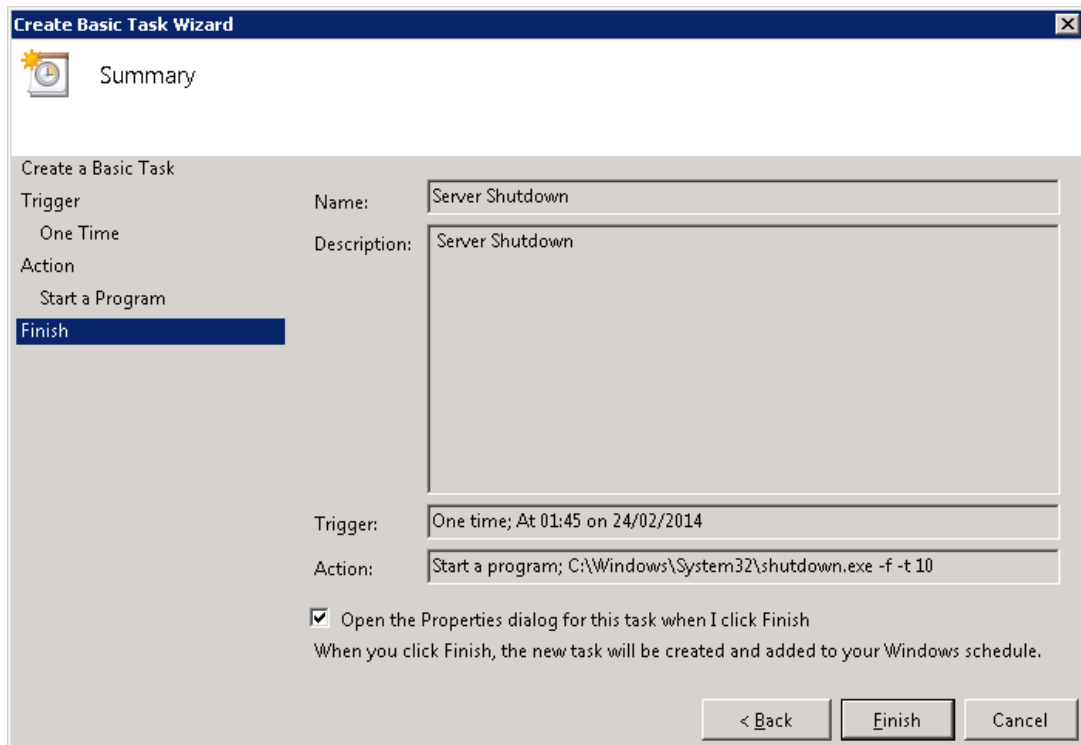 Create Basic Task Wizard
Summary
Create a Basic Task
Trigger
One Time
Action
Start a Program
Finish
Name: Server Shutdown
Description: Server Shutdown
Trigger: One time; At 01:45 on 24/02/2014
Action: Start a program; C:\Windows\System32\shutdown.exe -f -t 10
Open the Properties dialog for this task when I click Finish
When you click Finish, the new task will be created and added to your Windows schedule.
< Back Finish Cancel